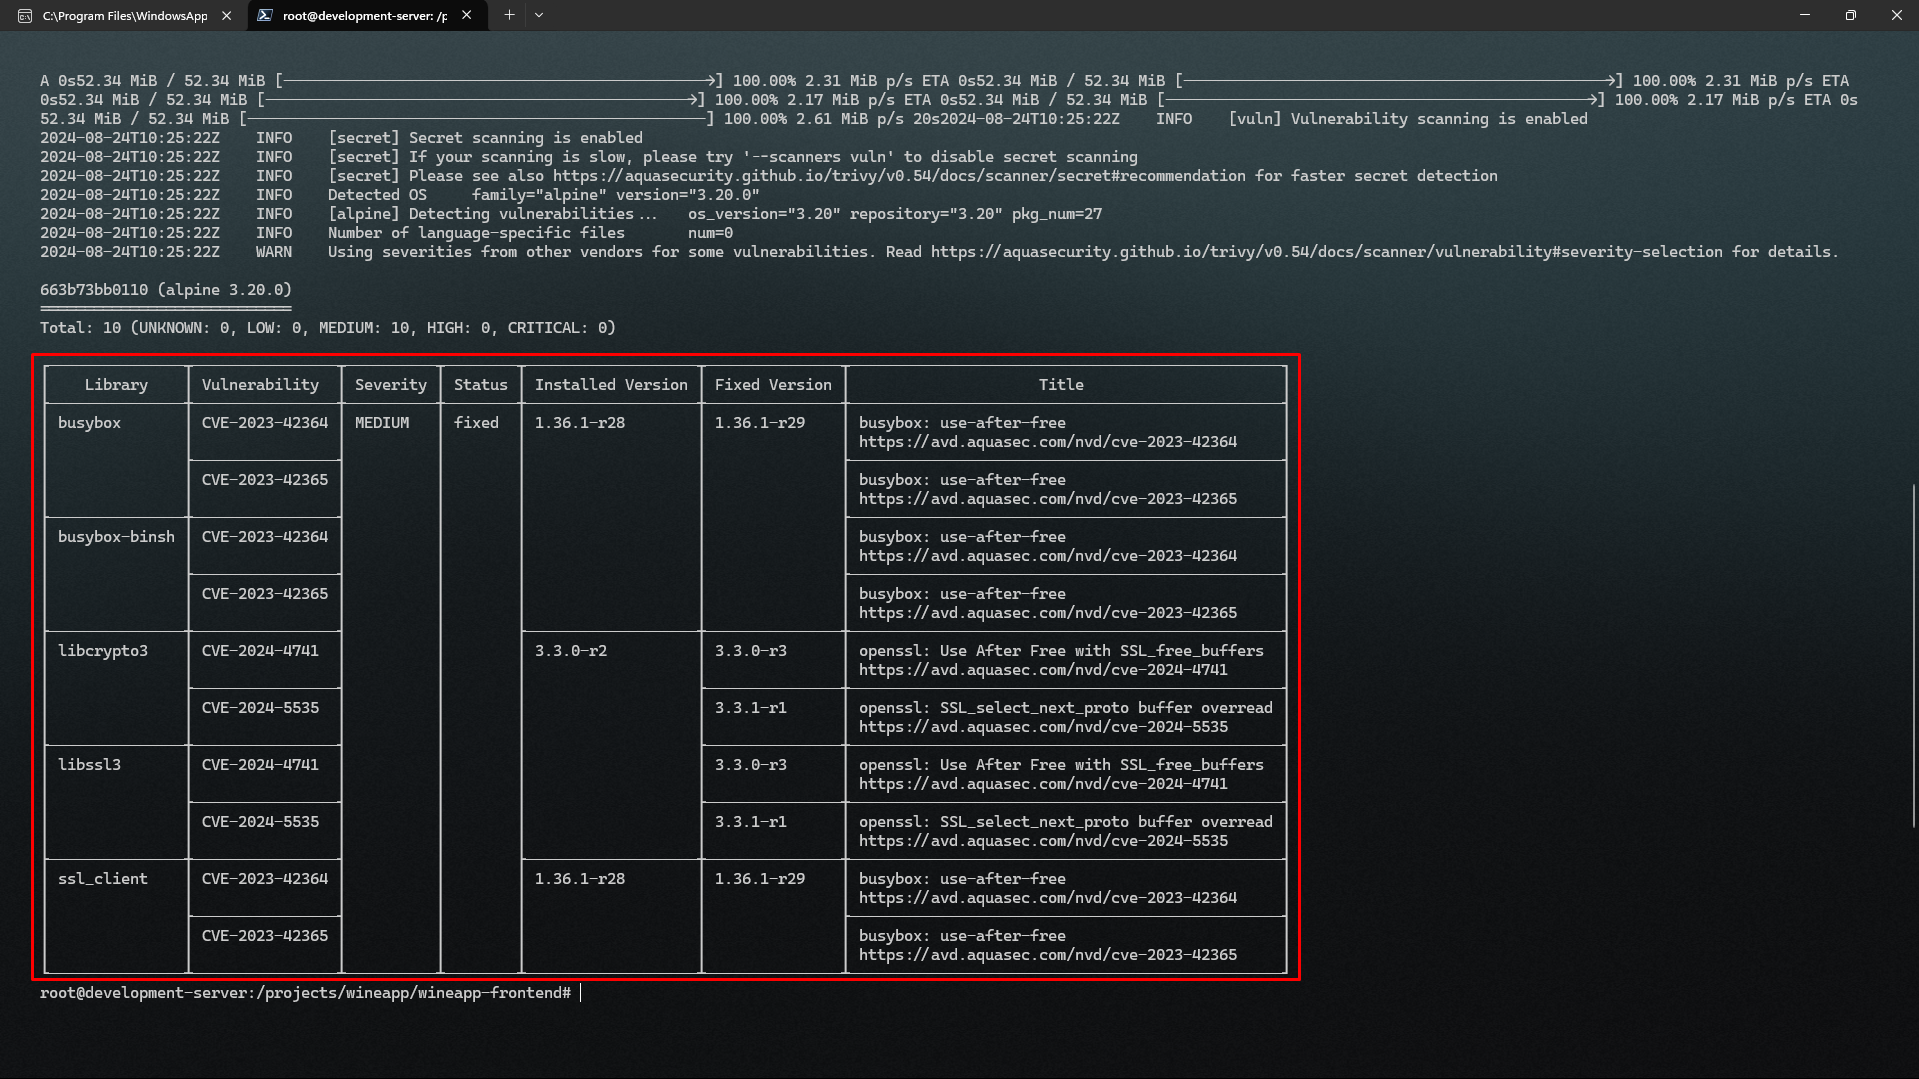 C:\Program Files\WindowsApp
root@development-server: /p
A 0s52.34 MiB / 52.34 MiB [———>] 100.00% 2.31 MiB p/s ETA 0s52.34 MiB / 52.34 MiB [———>] 100.00% 2.31 MiB p/s ETA
0s52.34 MiB / 52.34 MiB [———>] 100.00% 2.17 MiB p/s ETA 0s52.34 MiB / 52.34 MiB [———>] 100.00% 2.17 MiB p/s ETA 0s
52.34 MiB / 52.34 MiB [———] 100.00% 2.61 MiB p/s 20s2024-08-24T10:25:22Z INFO [vuln] Vulnerability scanning is enabled
2024-08-24T10:25:22Z INFO [secret] Secret scanning is enabled
2024-08-24T10:25:22Z INFO [secret] If your scanning is slow, please try '--scanners vuln' to disable secret scanning
2024-08-24T10:25:22Z INFO [secret] Please see also https://aquasecurity.github.io/trivy/v0.54/docs/scanner/secret#recommendation for faster secret detection
2024-08-24T10:25:22Z INFO Detected OS family="alpine" version="3.20.0"
2024-08-24T10:25:22Z INFO [alpine] Detecting vulnerabilities... os_version="3.20" repository="3.20" pkg_num=27
2024-08-24T10:25:22Z INFO Number of language-specific files num=0
2024-08-24T10:25:22Z WARN Using severities from other vendors for some vulnerabilities. Read https://aquasecurity.github.io/trivy/v0.54/docs/scanner/vulnerability#severity-selection for details.
663b73bb0110 (alpine 3.20.0)
Total: 10 (UNKNOWN: 0, LOW: 0, MEDIUM: 10, HIGH: 0, CRITICAL: 0)
Library Vulnerability Severity Status Installed Version Fixed Version Title
busybox CVE-2023-42364 MEDIUM fixed 1.36.1-r28 1.36.1-r29 busybox: use-after-free
https://avd.aquasec.com/nvd/cve-2023-42364
CVE-2023-42365 busybox: use-after-free
https://avd.aquasec.com/nvd/cve-2023-42365
busybox-binsh CVE-2023-42364 busybox: use-after-free
https://avd.aquasec.com/nvd/cve-2023-42364
CVE-2023-42365 busybox: use-after-free
https://avd.aquasec.com/nvd/cve-2023-42365
libcrypto3 CVE-2024-4741 3.3.0-r2 3.3.0-r3 openssl: Use After Free with SSL_free_buffers
https://avd.aquasec.com/nvd/cve-2024-4741
CVE-2024-5535 3.3.1-r1 openssl: SSL_select_next_proto buffer overread
https://avd.aquasec.com/nvd/cve-2024-5535
libssl3 CVE-2024-4741 3.3.0-r3 openssl: Use After Free with SSL_free_buffers
https://avd.aquasec.com/nvd/cve-2024-4741
CVE-2024-5535 3.3.1-r1 openssl: SSL_select_next_proto buffer overread
https://avd.aquasec.com/nvd/cve-2024-5535
ssl_client CVE-2023-42364 1.36.1-r28 1.36.1-r29 busybox: use-after-free
https://avd.aquasec.com/nvd/cve-2023-42364
CVE-2023-42365 busybox: use-after-free
https://avd.aquasec.com/nvd/cve-2023-42365
root@development-server:/projects/wineapp/wineapp-frontend#